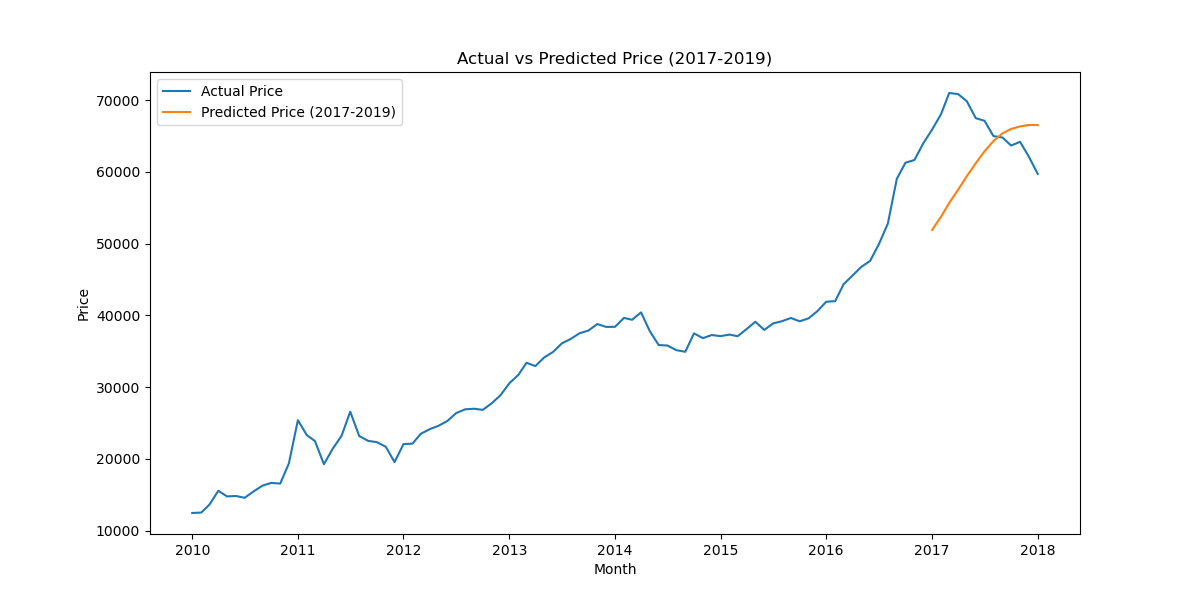 Actual vs Predicted Price (2017-2019)
Actual Price
Predicted Price (2017-2019)
Price
70000
60000
50000
40000
30000
20000
10000
2010 2011 2012 2013 2014 2015 2016 2017 2018
Month